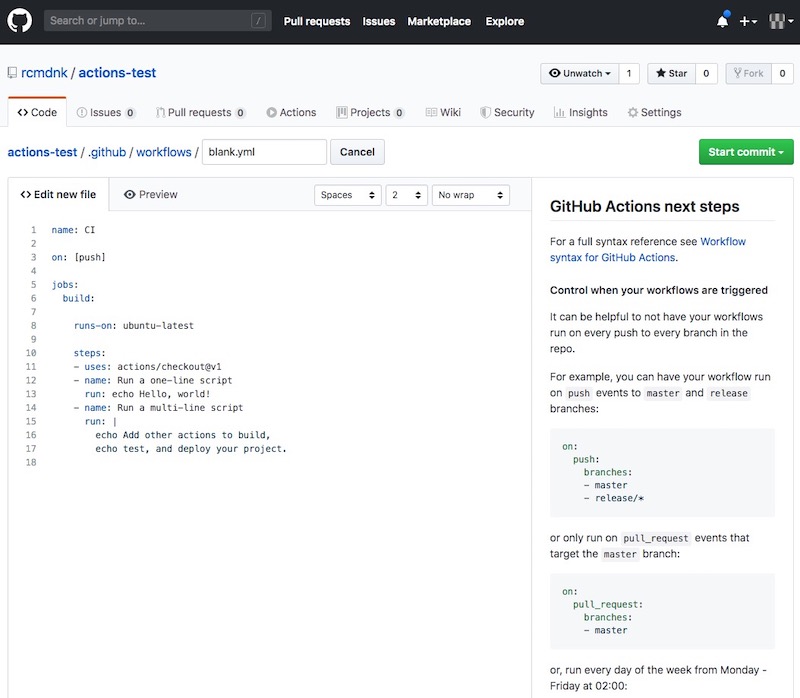 Search or jump to... /
Pull requests Issues Marketplace Explore
rcmdnk / actions-test
Unwatch 1 Star 0 Fork 0
Code Issues 0 Pull requests 0 Actions Projects 0 Wiki Security Insights Settings
actions-test / .github / workflows / blank.yml Cancel Start commit
Edit new file Preview Spaces 2 No wrap
1 name: CI
2
3 on: [push]
4
5 jobs:
6   build:
7
8     runs-on: ubuntu-latest
9
10     steps:
11     - uses: actions/checkout@v1
12     - name: Run a one-line script
13       run: echo Hello, world!
14     - name: Run a multi-line script
15       run: |
16         echo Add other actions to build,
17         echo test, and deploy your project.
18
GitHub Actions next steps
For a full syntax reference see Workflow
syntax for GitHub Actions.
Control when your workflows are triggered
It can be helpful to not have your workflows
run on every push to every branch in the
repo.
For example, you can have your workflow run
on push events to master and release
branches:
on:
  push:
    branches:
    - master
    - release/*
or only run on pull_request events that
target the master branch:
on:
  pull_request:
    branches:
    - master
or, run every day of the week from Monday -
Friday at 02:00: